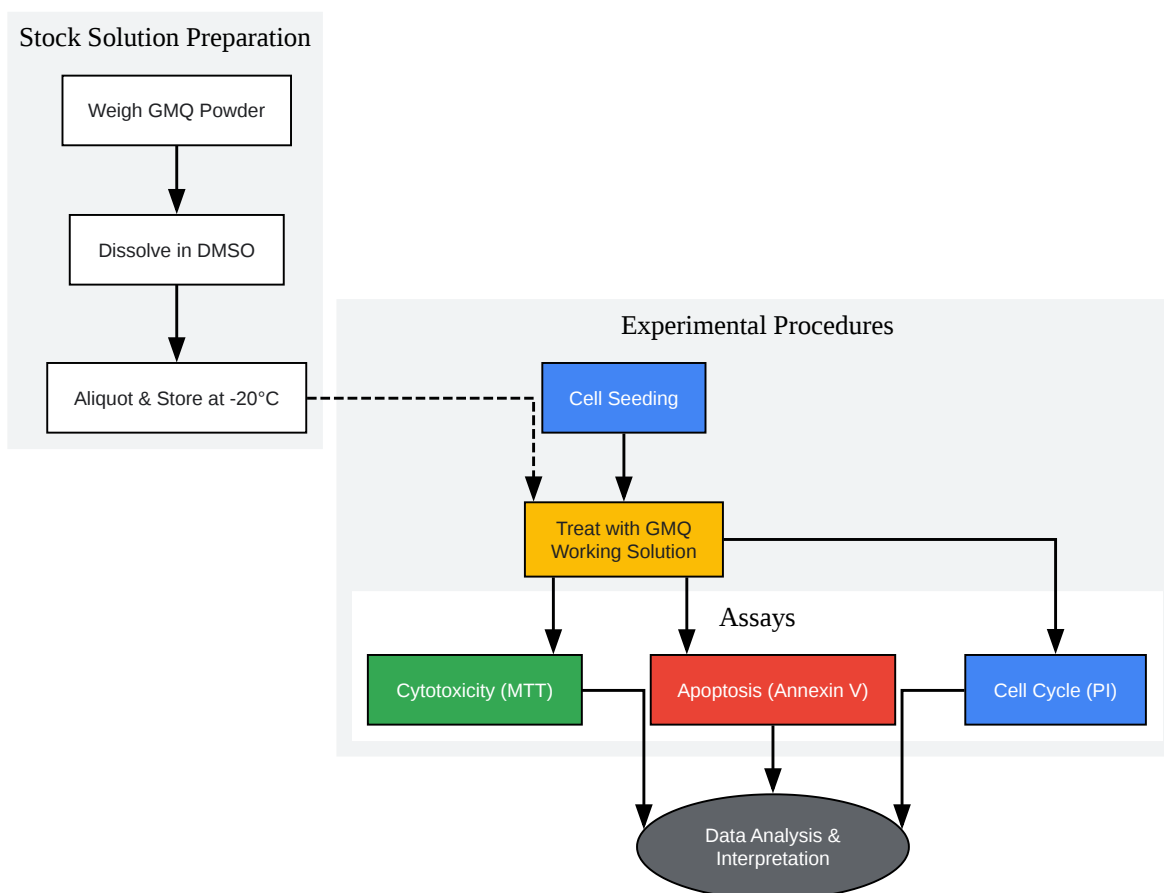 Stock Solution Preparation
Weigh GMQ Powder
Dissolve in DMSO
Aliquot & Store at -20°C
Experimental Procedures
Cell Seeding
Treat with GMQ
Working Solution
Assays
Cytotoxicity (MTT)
Apoptosis (Annexin V)
Cell Cycle (PI)
Data Analysis &
Interpretation